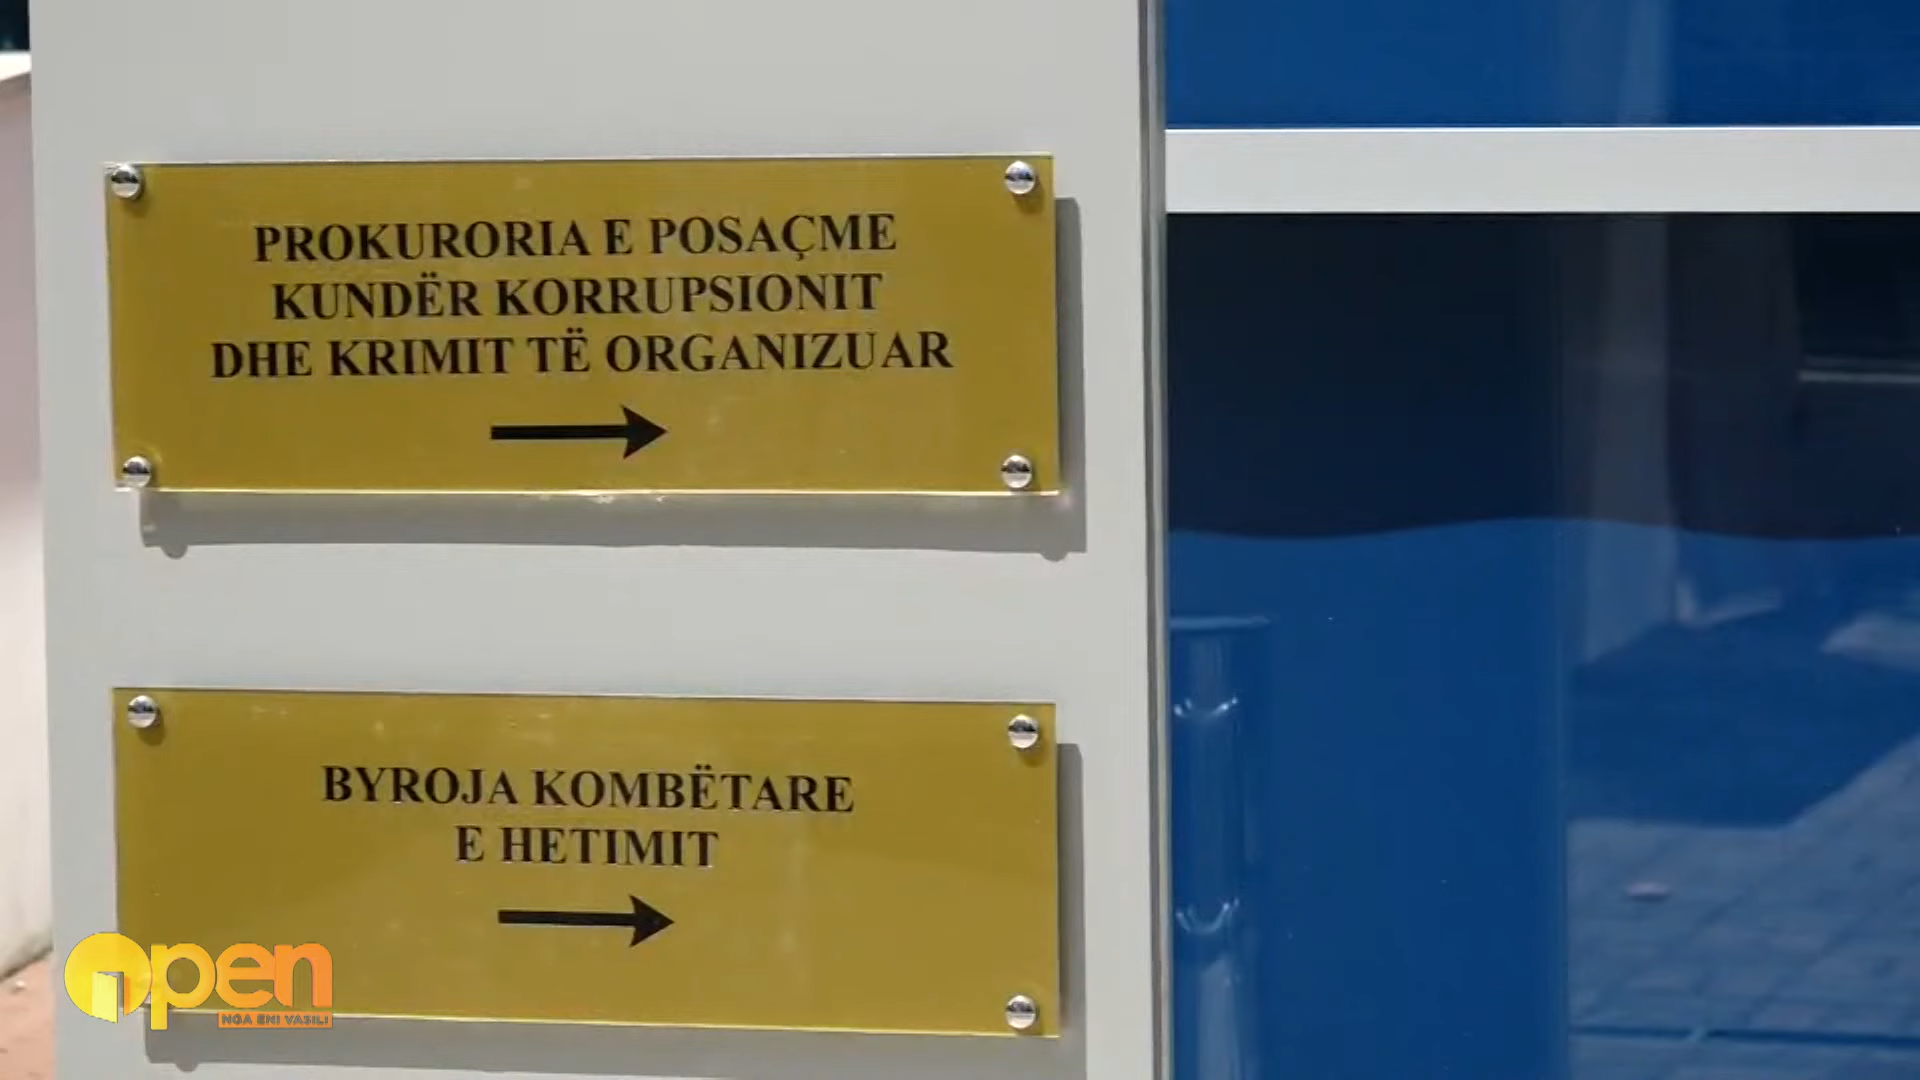 PROKURORIA E POSAÇME
KUNDËR KORRUPSIONIT
DHE KRIMIT TË ORGANIZUAR
BYROJA KOMBËTARE
E HETIMIT
Open
NGA ENI VASILI